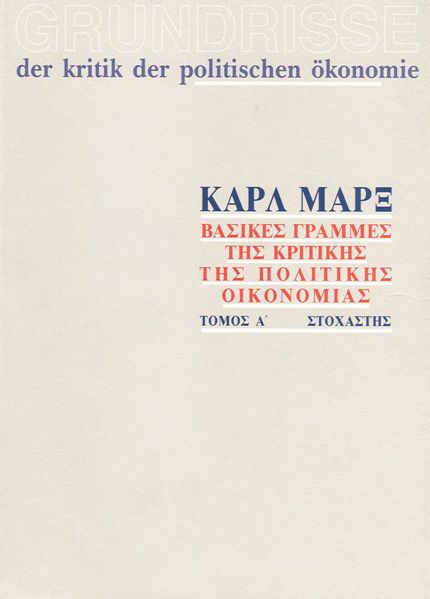 GRUNDRISSE
der kritik der politischen ökonomie
ΚΑΡΛ ΜΑΡΞ
ΒΑΣΙΚΕΣ ΓΡΑΜΜΕΣ
ΤΗΣ ΚΡΙΤΙΚΗΣ
ΤΗΣ ΠΟΛΙΤΙΚΗΣ
ΟΙΚΟΝΟΜΙΑΣ
ΤΟΜΟΣ Α΄ ΣΤΟΧΑΣΤΗΣ